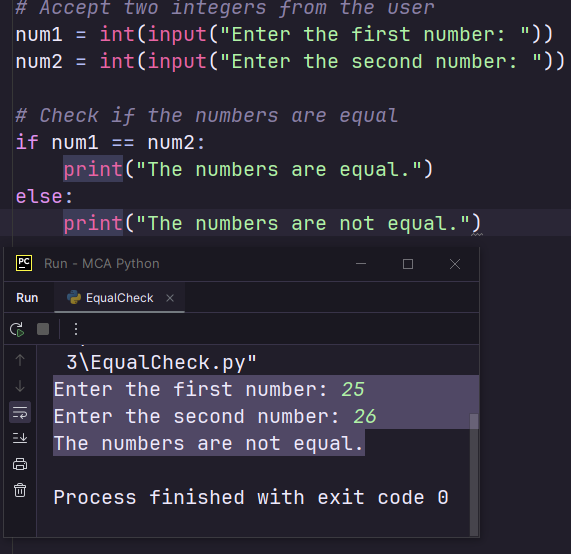 # Accept two integers from the user
num1 = int(input("Enter the first number: "))
num2 = int(input("Enter the second number: "))
# Check if the numbers are equal
if num1 == num2:
    print("The numbers are equal.")
else:
    print("The numbers are not equal.")
PC Run - MCA Python
Run EqualCheck
3\EqualCheck.py"
Enter the first number: 25
Enter the second number: 26
The numbers are not equal.
Process finished with exit code 0